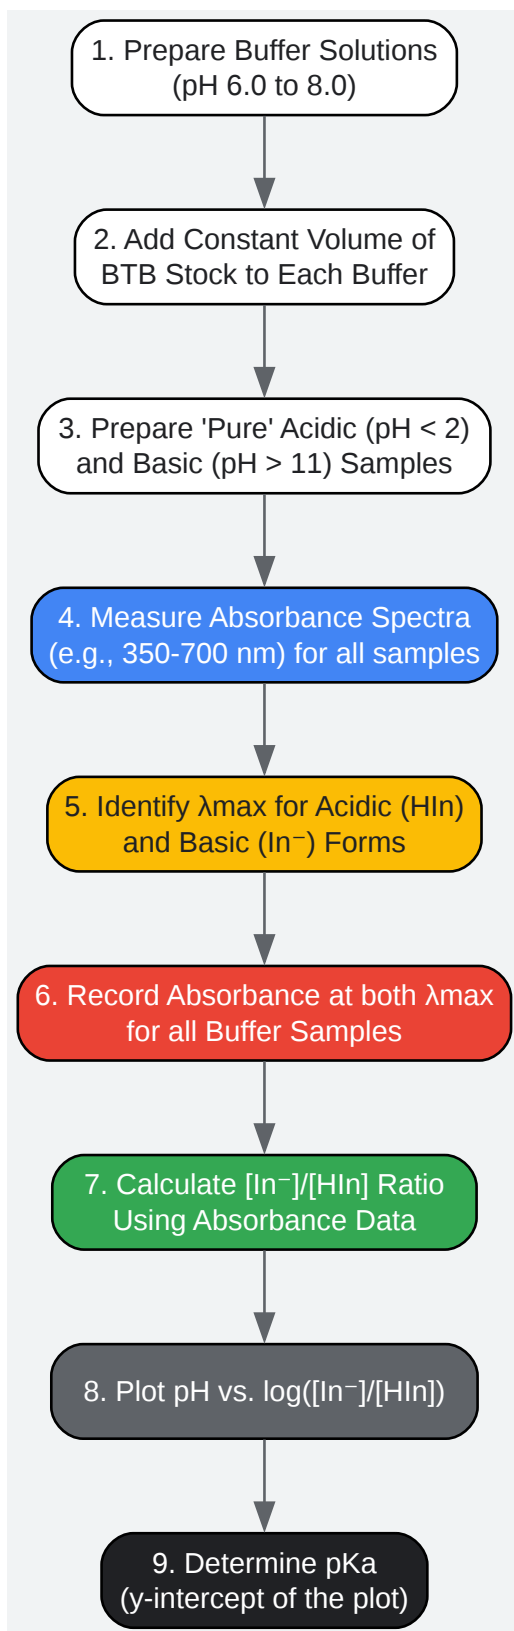 1. Prepare Buffer Solutions
(pH 6.0 to 8.0)
2. Add Constant Volume of
BTB Stock to Each Buffer
3. Prepare 'Pure' Acidic (pH < 2)
and Basic (pH > 11) Samples
4. Measure Absorbance Spectra
(e.g., 350-700 nm) for all samples
5. Identify λmax for Acidic (HIn)
and Basic (In⁻) Forms
6. Record Absorbance at both λmax
for all Buffer Samples
7. Calculate [In⁻]/[HIn] Ratio
Using Absorbance Data
8. Plot pH vs. log([In⁻]/[HIn])
9. Determine pKa
(y-intercept of the plot)